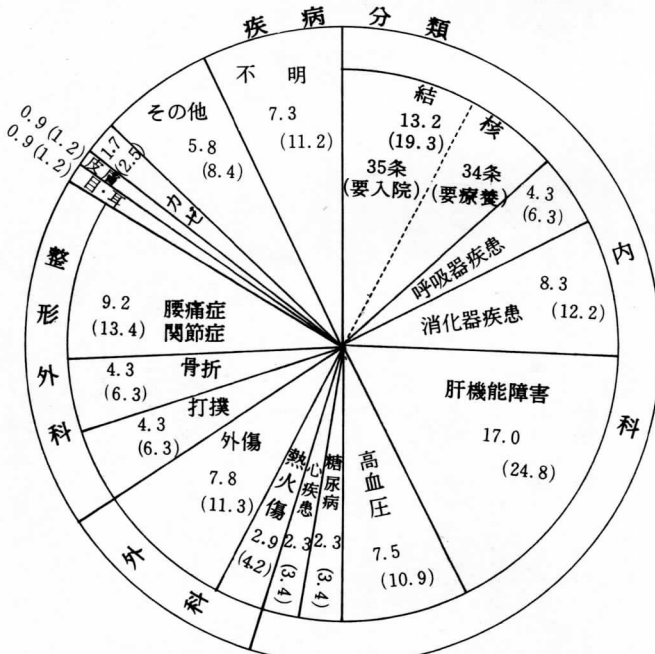 疾病分類
不明
7.3
(11.2)
結核
13.2
(19.3)
35条
(要入院)
34条
(要療養)
4.3
(6.3)
呼吸器疾患
8.3
(12.2)
消化器疾患
内科
肝機能障害
17.0
(24.8)
高血圧
7.5
(10.9)
糖尿病
2.3
(3.4)
心疾患
2.3
(3.4)
熱火傷
2.9
(4.2)
外傷
7.8
(11.3)
外科
打撲
4.3
(6.3)
骨折
4.3
(6.3)
腰痛症
関節症
9.2
(13.4)
整形外科
目・耳
0.9(1.2)
皮膚
0.9(1.2)
カゼ
1.7
(2.5)
その他
5.8
(8.4)